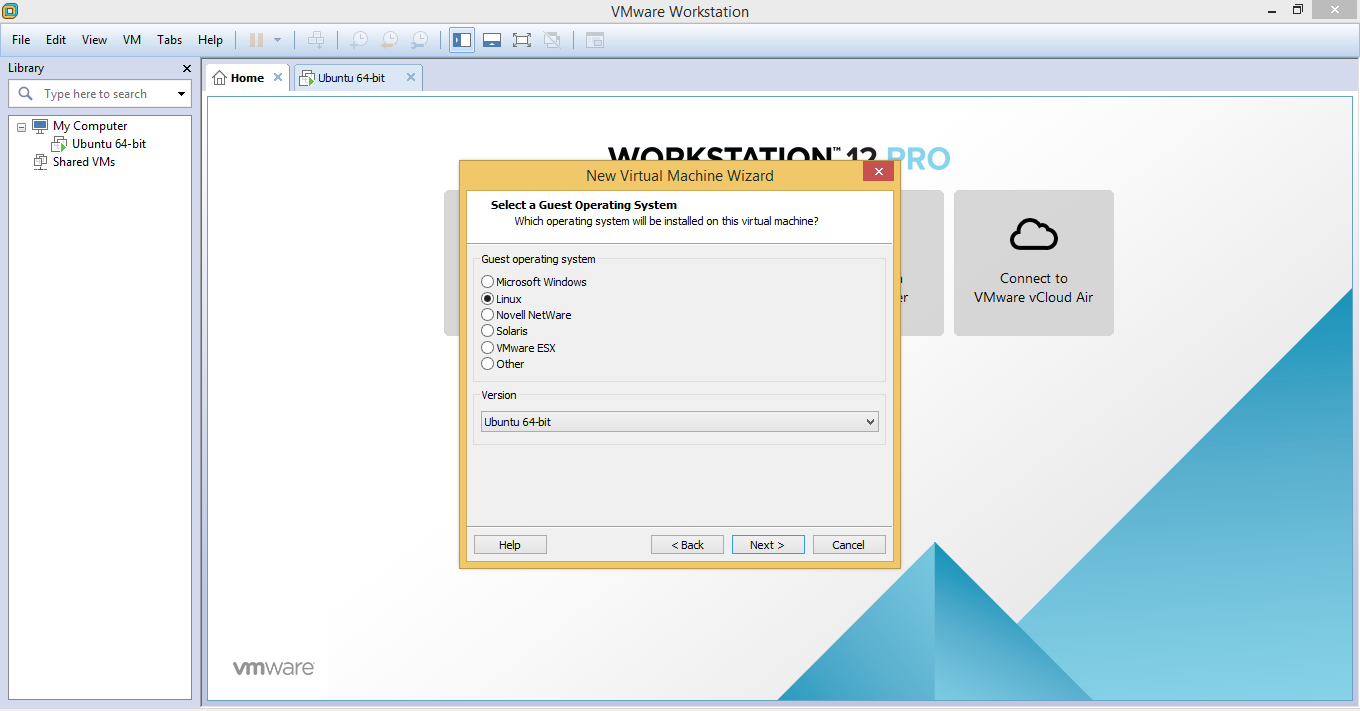 VMware Workstation
File Edit View VM Tabs Help
Library
Type here to search
My Computer
Ubuntu 64-bit
Shared VMs
Home
Ubuntu 64-bit
WORKSTATION™ 12 PRO
Connect to
VMware vCloud Air
New Virtual Machine Wizard
Select a Guest Operating System
Which operating system will be installed on this virtual machine?
Guest operating system
Microsoft Windows
Linux
Novell NetWare
Solaris
VMware ESX
Other
Version
Ubuntu 64-bit
Help
< Back
Next >
Cancel
vmware